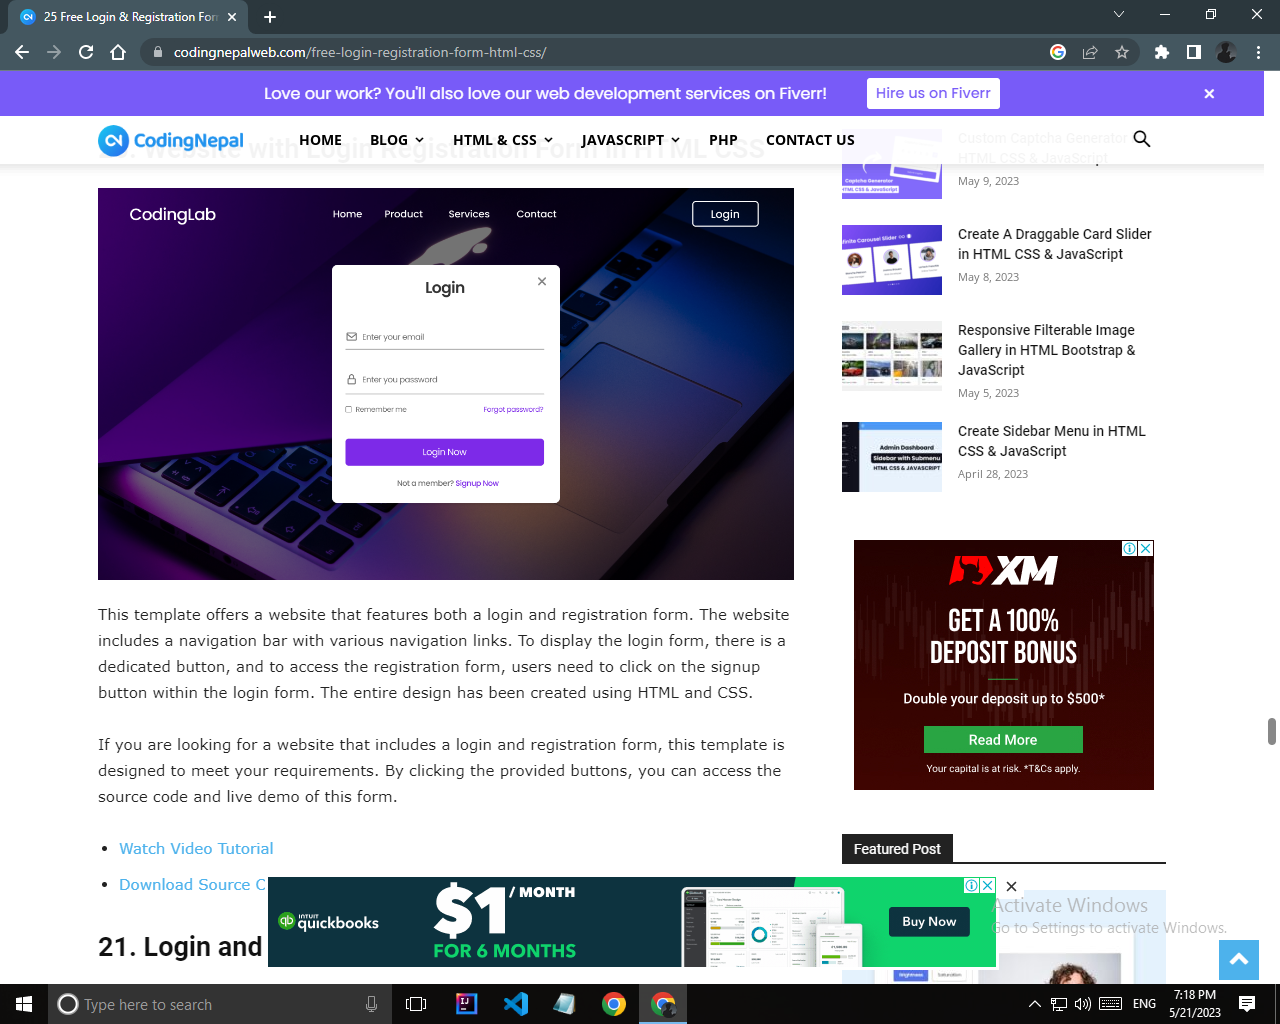 25 Free Login & Registration For
codingnepalweb.com/free-login-registration-form-html-css/
Love our work? You'll also love our web development services on Fiverr!
Hire us on Fiverr
CodingNepal
HOME
BLOG
HTML & CSS
JAVASCRIPT
PHP
CONTACT US
Website with Login Registration Form in HTML CSS
CodingLab
Home
Product
Services
Contact
Login
Login
Enter your email
Enter you password
Remember me
Forgot password?
Login Now
Not a member? Signup Now
This template offers a website that features both a login and registration form. The website
includes a navigation bar with various navigation links. To display the login form, there is a
dedicated button, and to access the registration form, users need to click on the signup
button within the login form. The entire design has been created using HTML and CSS.
If you are looking for a website that includes a login and registration form, this template is
designed to meet your requirements. By clicking the provided buttons, you can access the
source code and live demo of this form.
Watch Video Tutorial
Download Source C
21. Login and
Custom Captcha Generator
HTML CSS & JavaScript
May 9, 2023
Captcha Generator
HTML CSS & JavaScript
Create A Draggable Card Slider
in HTML CSS & JavaScript
May 8, 2023
Infinite Carousel Slider
Responsive Filterable Image
Gallery in HTML Bootstrap &
JavaScript
May 5, 2023
Create Sidebar Menu in HTML
CSS & JavaScript
April 28, 2023
Admin Dashboard
Sidebar with Submenu
HTML CSS & JAVASCRIPT
XM
GET A 100%
DEPOSIT BONUS
Double your deposit up to $500*
Read More
Your capital is at risk. *T&Cs apply.
Featured Post
Brightness
Saturation
INTUIT
quickbooks
$1 / MONTH
FOR 6 MONTHS
Buy Now
Activate Windows
Go to Settings to activate Windows.
Type here to search
ENG
7:18 PM
5/21/2023